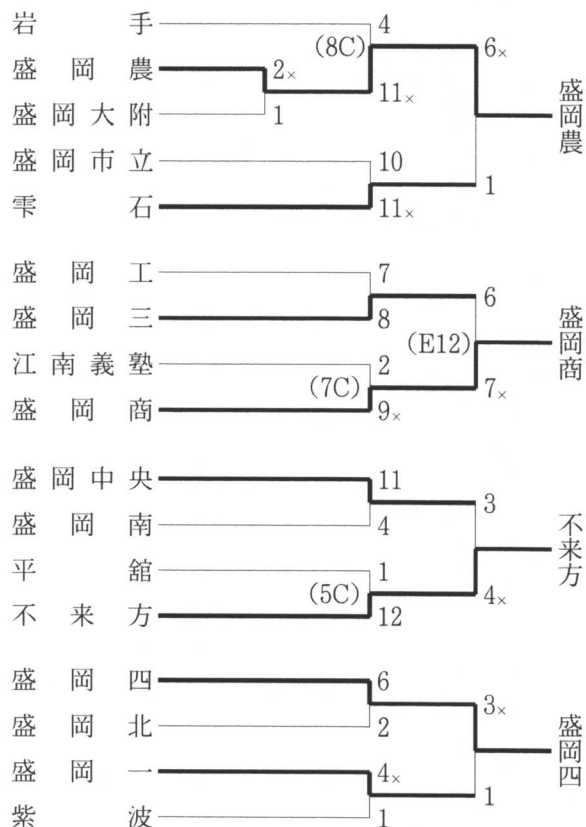 岩手 4
(8C) 6×
盛岡農 2×
11×
盛岡大附 1
盛岡農
盛岡市立 10
1
雫石 11×
盛岡工 7
6
盛岡三 8
(E12)
盛岡商
江南義塾 2
(7C) 7×
盛岡商 9×
盛岡中央 11
3
盛岡南 4
不来方
平舘 1
(5C) 4×
不来方 12
盛岡四 6
3×
盛岡北 2
盛岡四
盛岡一 4×
1
紫波 1